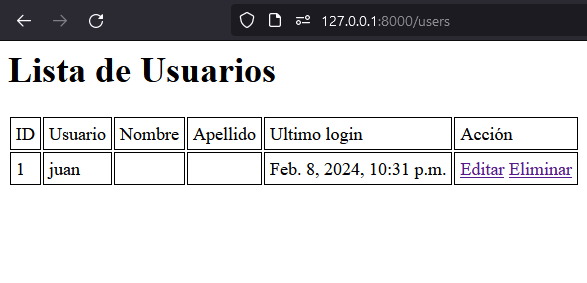 127.0.0.1:8000/users
Lista de Usuarios
ID Usuario Nombre Apellido Ultimo login Acción
1 juan Feb. 8, 2024, 10:31 p.m. Editar Eliminar